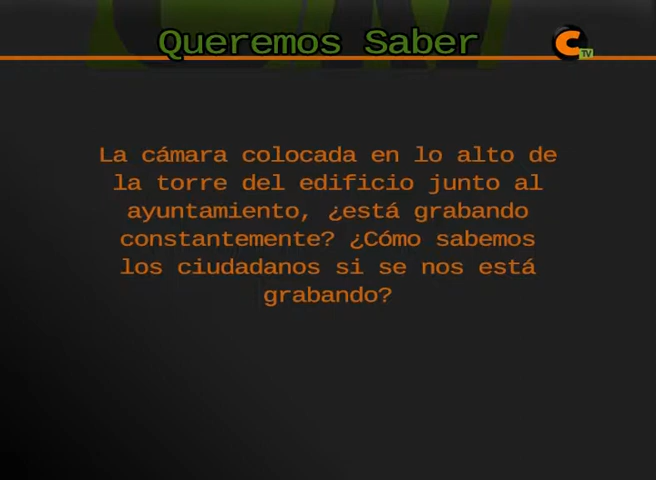 Queremos Saber
C
TV
La cámara colocada en lo alto de
la torre del edificio junto al
ayuntamiento, ¿está grabando
constantemente? ¿Cómo sabemos
los ciudadanos si se nos está
grabando?